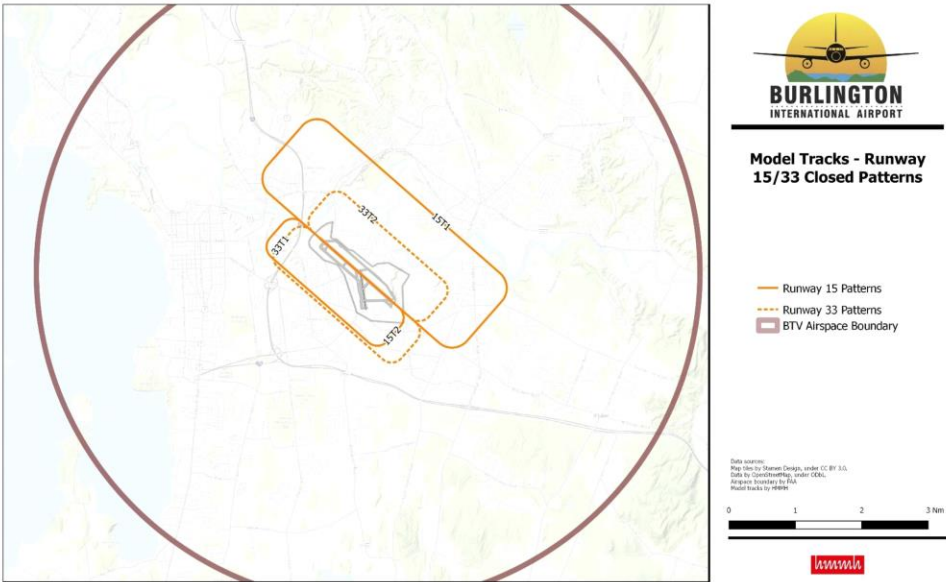 33T2
15T1
33T1
15T2
BURLINGTON
INTERNATIONAL AIRPORT
Model Tracks - Runway
15/33 Closed Patterns
Runway 15 Patterns
Runway 33 Patterns
BTV Airspace Boundary
Data sources:
Map tiles by Stamen Design, under CC BY 3.0.
Data by OpenStreetMap, under ODbL.
Airspace boundary by FAA
Model tracks by HMMH
0 1 2 3 Nm
hmmh